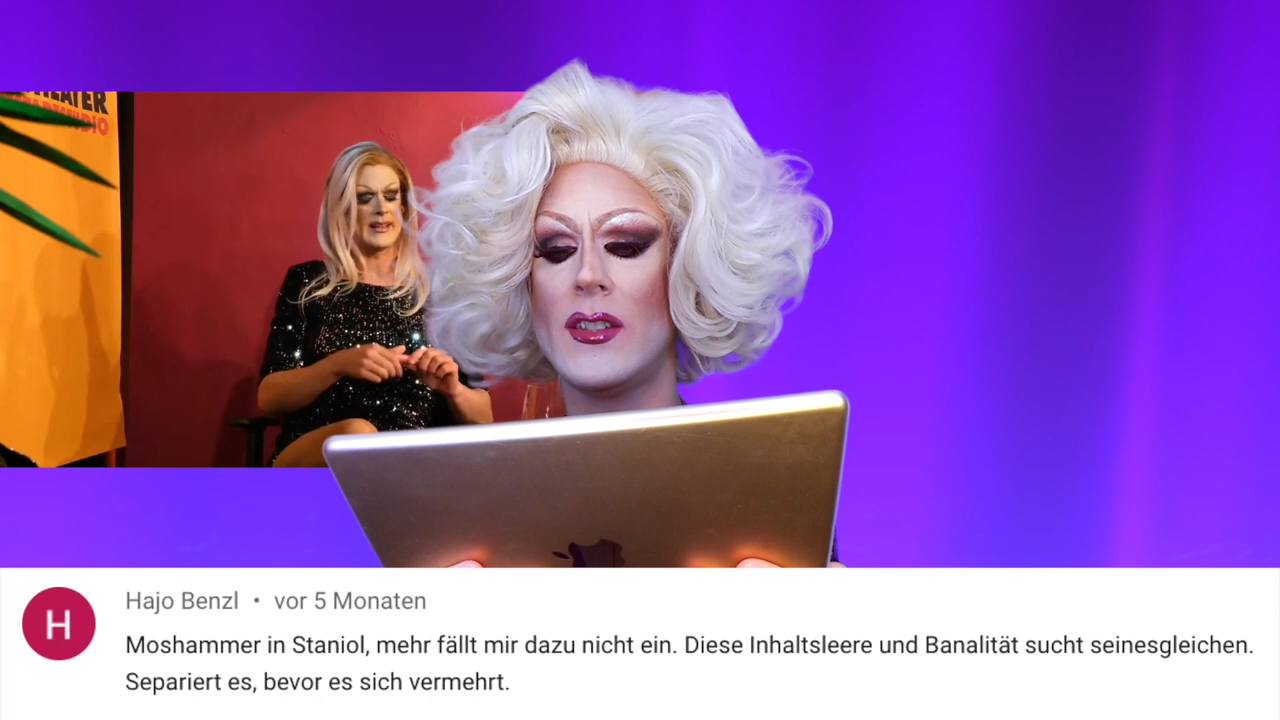 THEATER
Hajo Benzl • vor 5 Monaten
H
Moshammer in Staniol, mehr fällt mir dazu nicht ein. Diese Inhaltsleere und Banalität sucht seinesgleichen.
Separiert es, bevor es sich vermehrt.